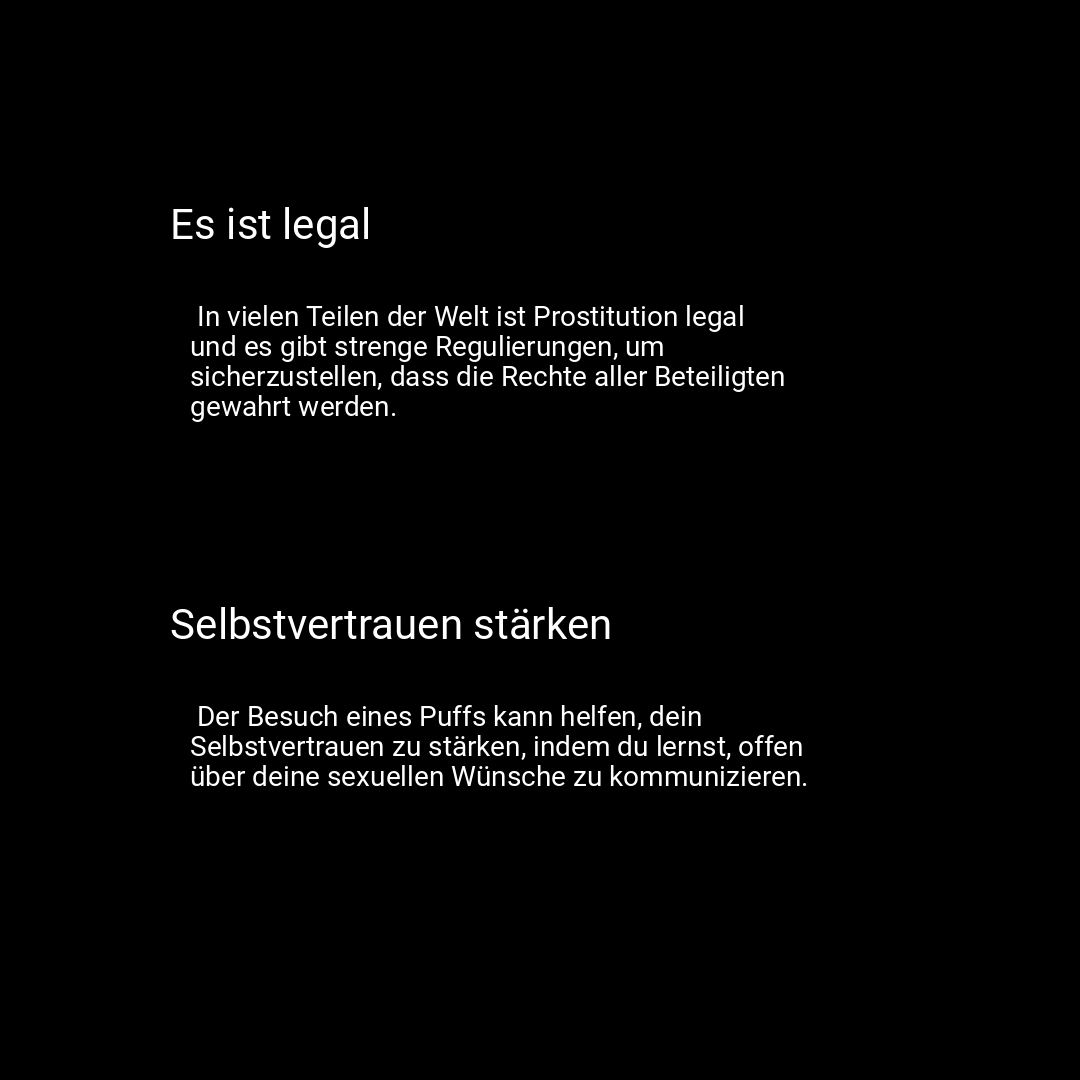 Es ist legal
In vielen Teilen der Welt ist Prostitution legal
und es gibt strenge Regulierungen, um
sicherzustellen, dass die Rechte aller Beteiligten
gewahrt werden.
Selbstvertrauen stärken
Der Besuch eines Puffs kann helfen, dein
Selbstvertrauen zu stärken, indem du lernst, offen
über deine sexuellen Wünsche zu kommunizieren.